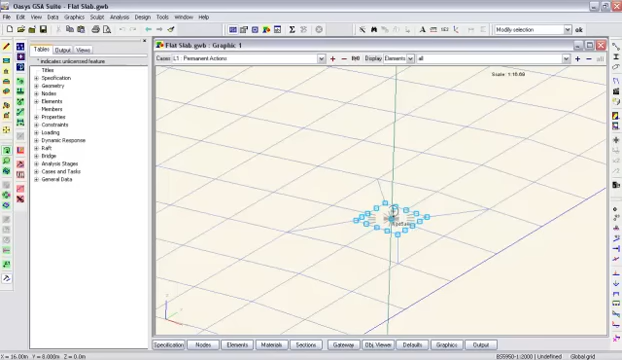 Oasys GSA Suite - Flat Slab.gwb
File Edit View Data Graphics Sculpt Analysis Design Tools Window Help
Modify selection ok
Tables Output Views
* indicates unlicensed feature
Titles
Specification
Geometry
Nodes
Elements
Members
Properties
Constraints
Loading
Dynamic Response
Raft
Bridge
Analysis Stages
Cases and Tasks
General Data
Flat Slab.gwb : Graphic 1
Cases L1 : Permanent Actions Display Elements all
Specification Nodes Elements Materials Sections Gateway Obj.Viewer Defaults Graphics Output
X = 16.00m Y = 8.000m Z = 0.0m BS5950-1:2000 Undefined Global grid